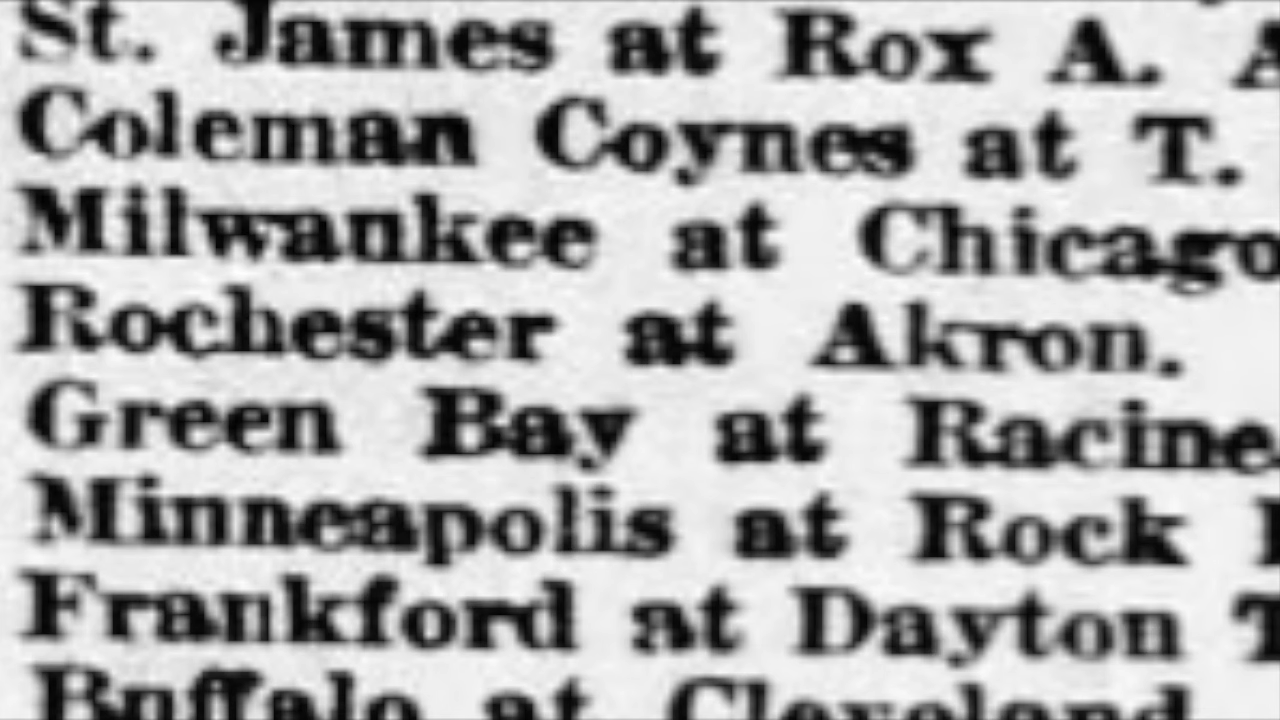 St. James at Rox A. A
Coleman Coynes at T.
Milwaukee at Chicago
Rochester at Akron.
Green Bay at Racine
Minneapolis at Rock
Frankford at Dayton T
Buffalo at Cleveland